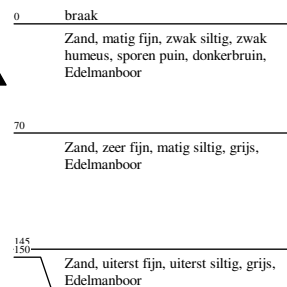 0 braak
Zand, matig fijn, zwak siltig, zwak
humeus, sporen puin, donkerbruin,
Edelmanboor
70
Zand, zeer fijn, matig siltig, grijs,
Edelmanboor
145
150
Zand, uiterst fijn, uiterst siltig, grijs,
Edelmanboor